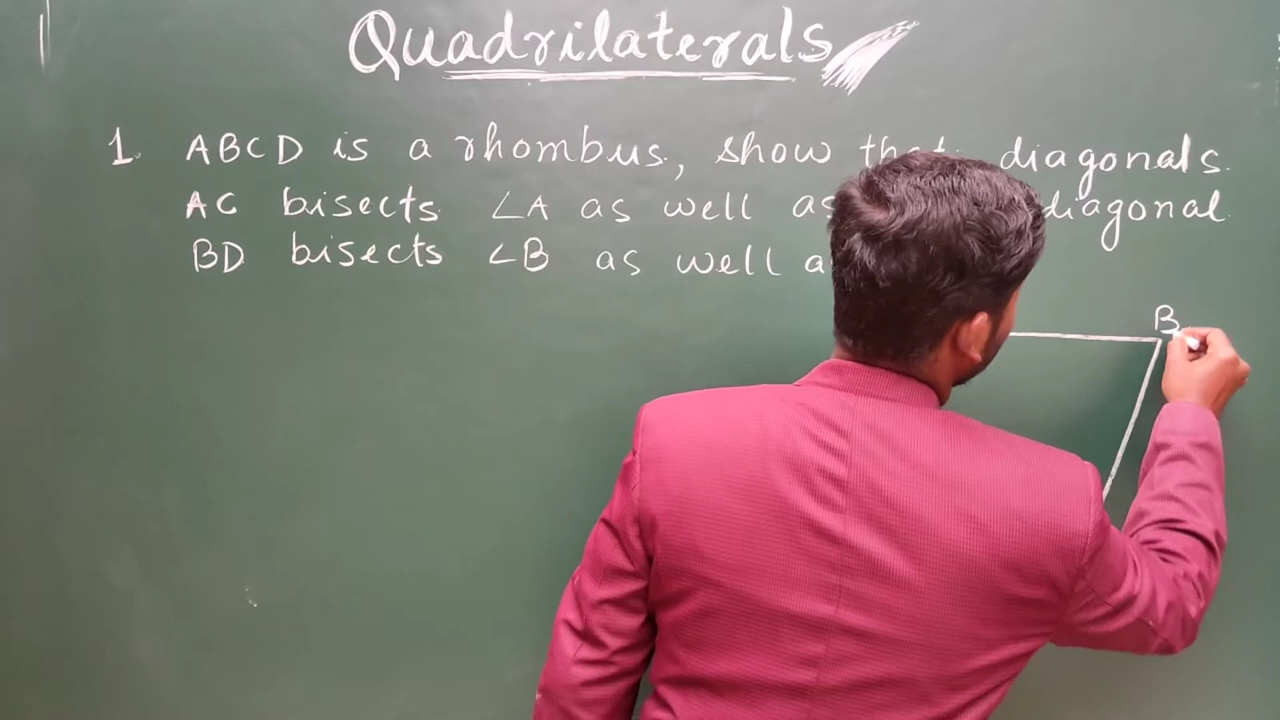 Quadrilaterals
1. ABCD is a rhombus, show that diagonals
AC bisects ∠A as well as diagonal
BD bisects ∠B as well
B